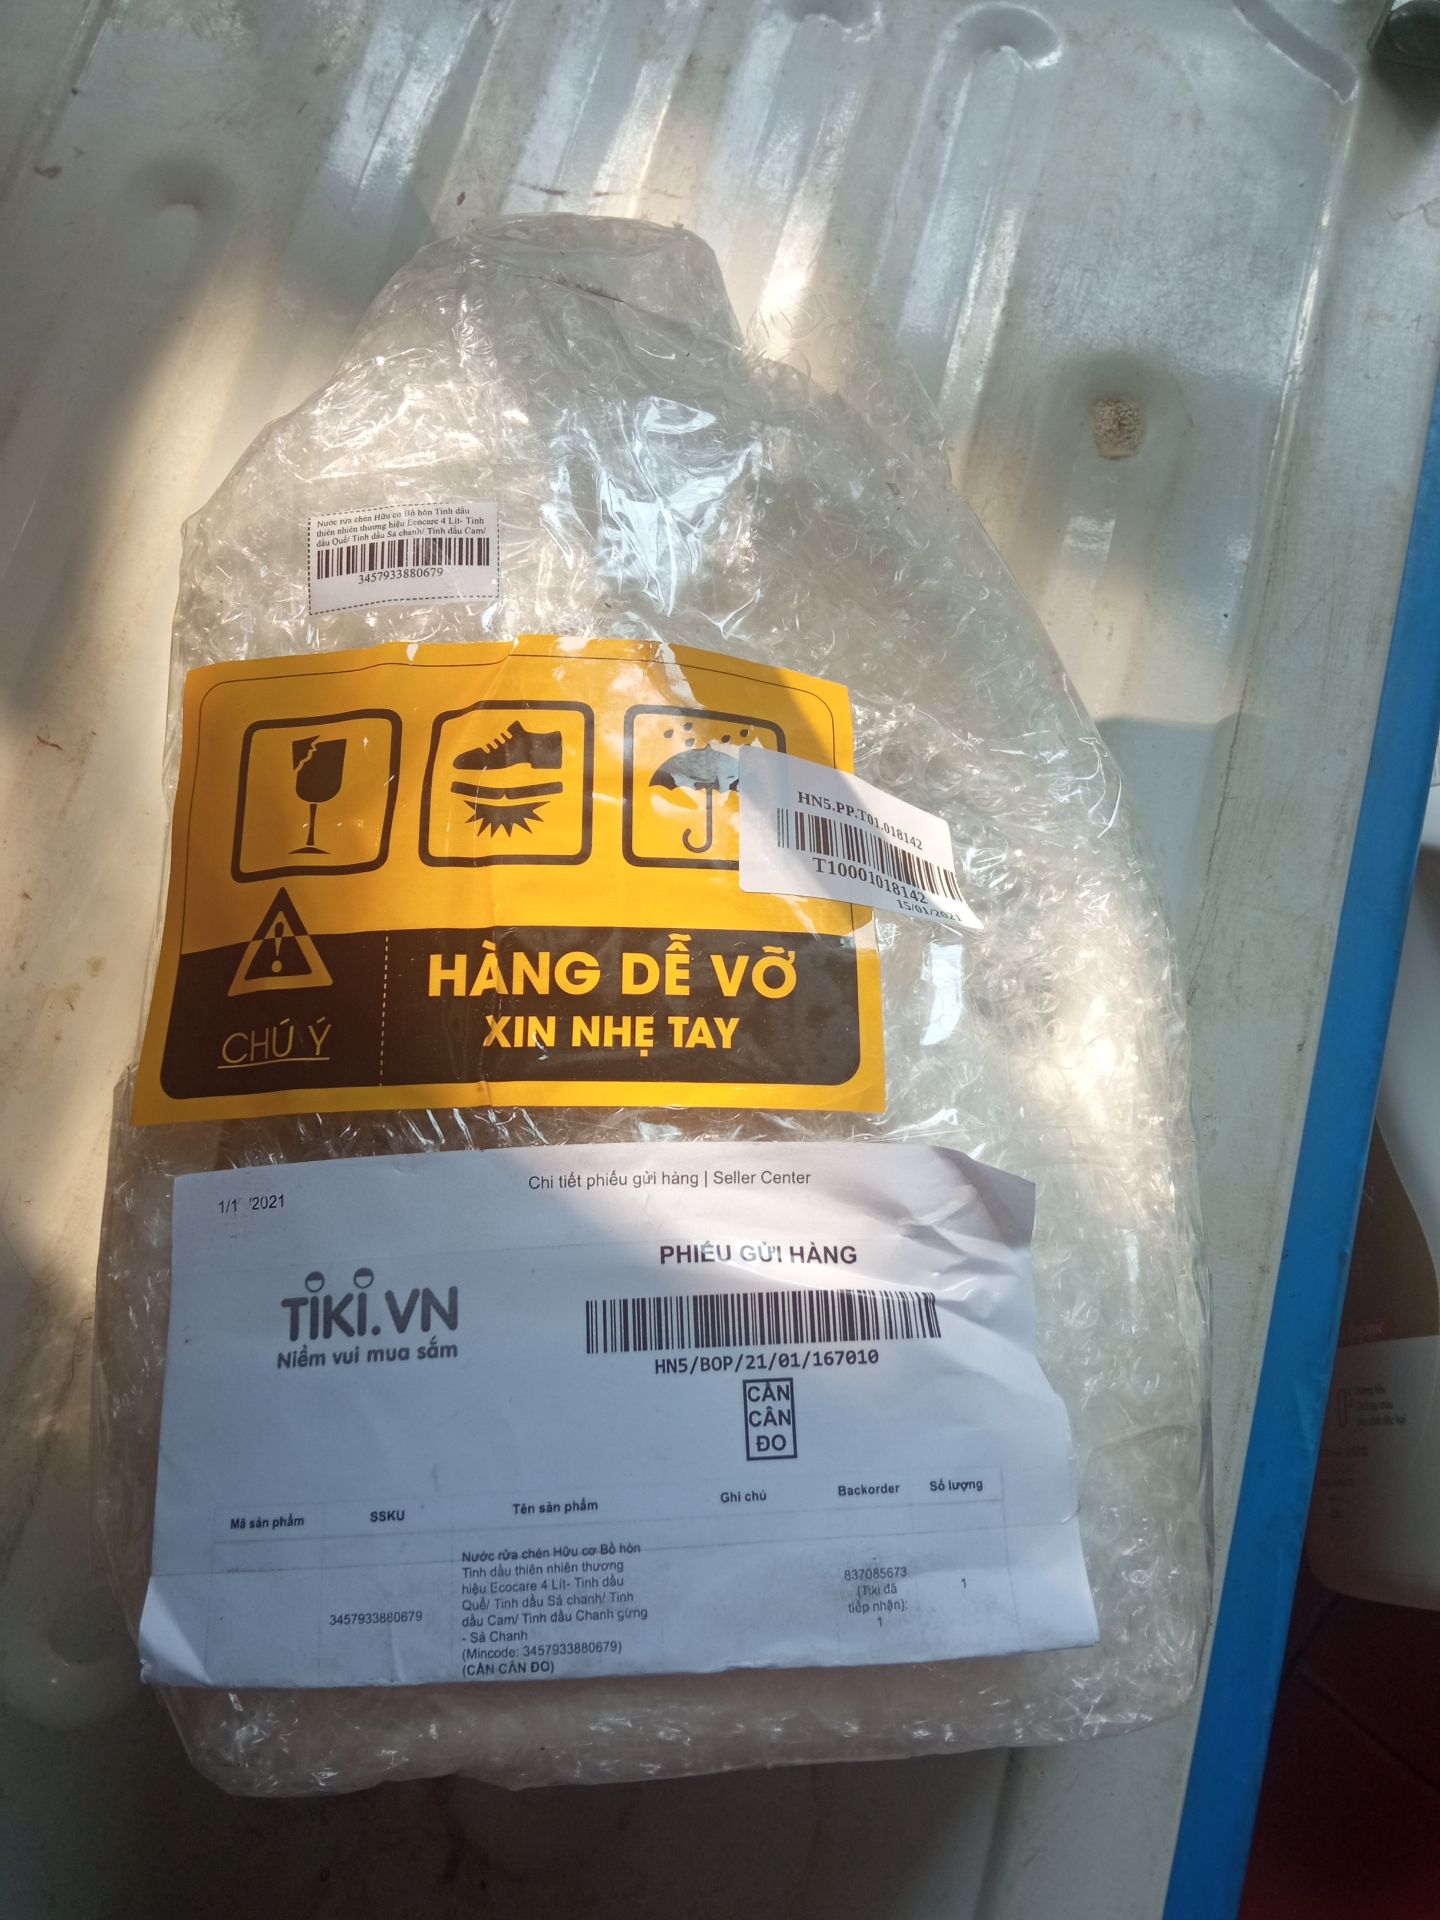 Nước rửa chén Hữu cơ Bồ hòn Tinh dầu
thiên nhiên thương hiệu Ecocare 4 Lít- Tinh
dầu Quế/ Tinh dầu Sả chanh/ Tinh dầu Cam/
3457933880679
HN5.PP.T01.018142
T10001018142
15/01/2021
CHÚ Ý
HÀNG DỄ VỠ
XIN NHẸ TAY
1/1 /2021
Chi tiết phiếu gửi hàng | Seller Center
TIKI.VN
Niềm vui mua sắm
PHIẾU GỬI HÀNG
HN5/BOP/21/01/167010
CẦN
CÂN
ĐO
Mã sản phẩm SSKU Tên sản phẩm Ghi chú Backorder Số lượng
3457933880679
Nước rửa chén Hữu cơ Bồ hòn
Tinh dầu thiên nhiên thương
hiệu Ecocare 4 Lít- Tinh dầu
Quế/ Tinh dầu Sả chanh/ Tinh
dầu Cam/ Tinh dầu Chanh gừng
- Sả Chanh
(Mincode: 3457933880679)
(CẦN CÂN ĐO)
837085673
(Tiki đã
tiếp nhận):
1
1